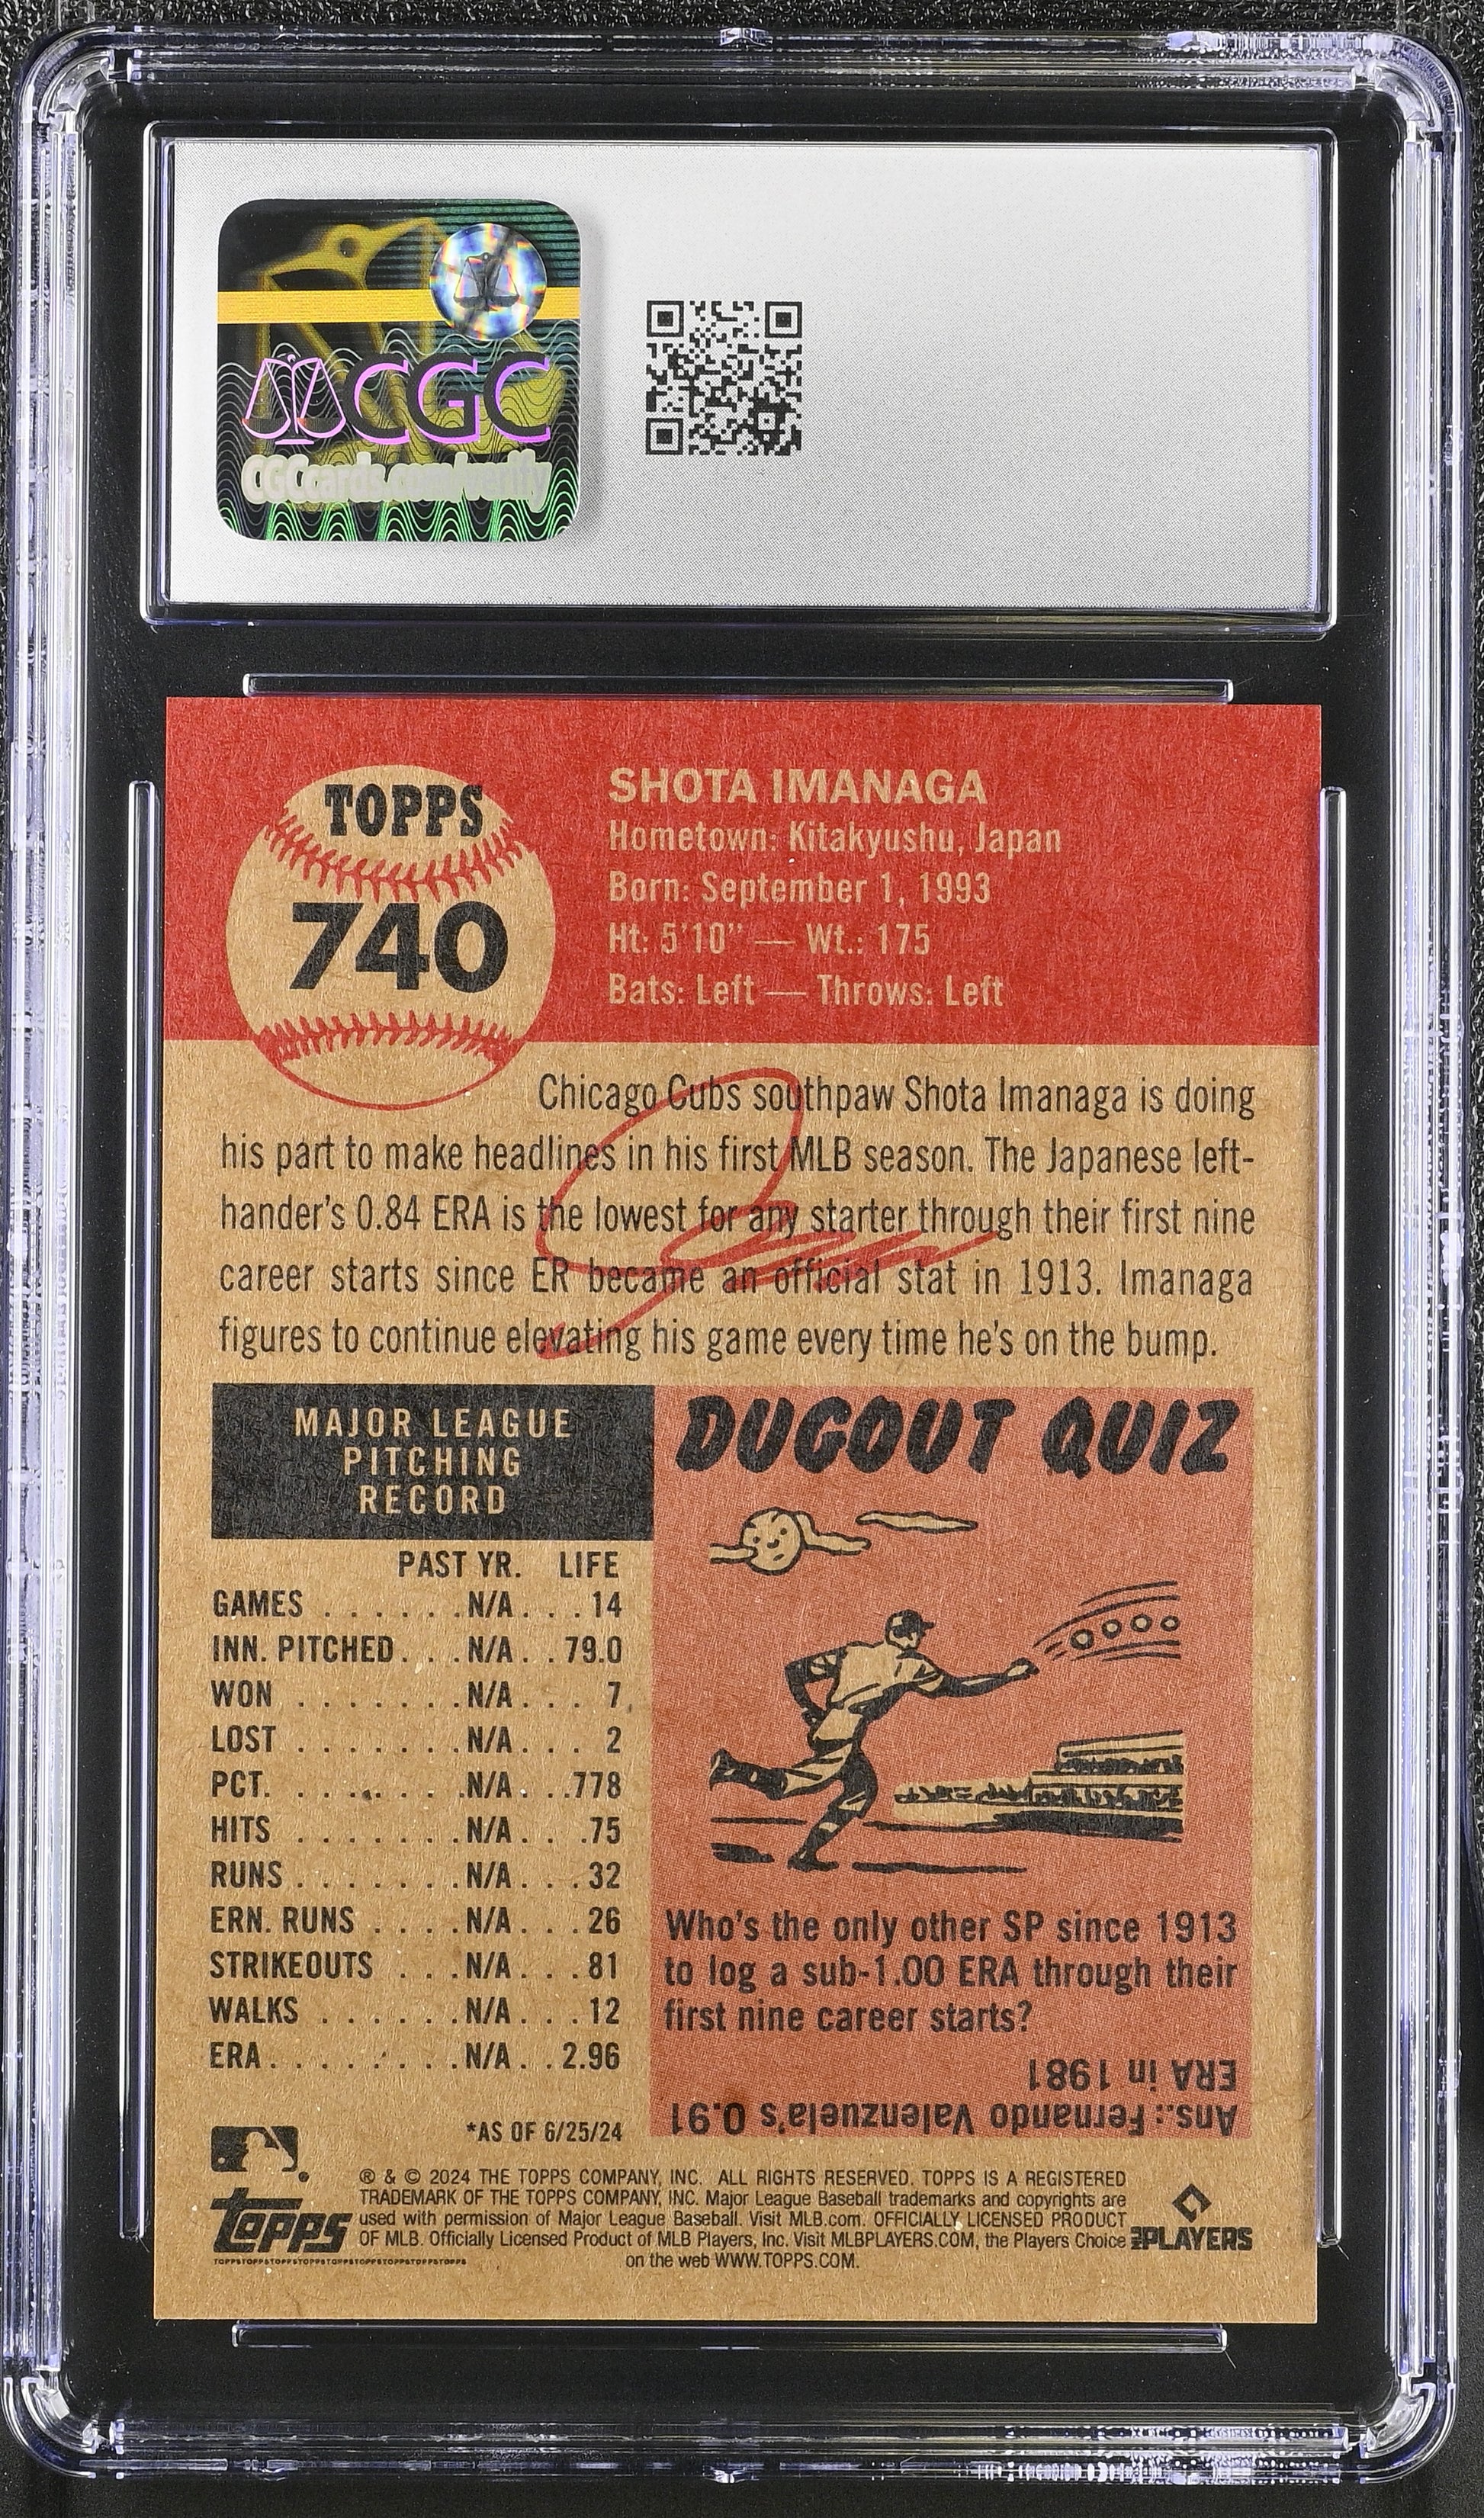 CGC
CGCcards.com/verify
TOPPS
740
SHOTA IMANAGA
Hometown: Kitakyushu, Japan
Born: September 1, 1993
Ht: 5'10” — Wt.: 175
Bats: Left — Throws: Left
Chicago Cubs southpaw Shota Imanaga is doing
his part to make headlines in his first MLB season. The Japanese left-
hander's 0.84 ERA is the lowest for any starter through their first nine
career starts since ER became an official stat in 1913. Imanaga
figures to continue elevating his game every time he's on the bump.
MAJOR LEAGUE
PITCHING
RECORD
PAST YR. LIFE
GAMES . . . . . . N/A . . . 14
INN. PITCHED . . . N/A . . 79.0
WON . . . . . . . N/A . . . 7
LOST . . . . . . . N/A . . . 2
PCT. . . . . . . . N/A . . .778
HITS . . . . . . . N/A . . . 75
RUNS . . . . . . . N/A . . . 32
ERN. RUNS . . . . N/A . . . 26
STRIKEOUTS . . . N/A . . . 81
WALKS . . . . . . N/A . . . 12
ERA . . . . . . . . N/A . . 2.96
*AS OF 6/25/24
DUGOUT QUIZ
Who's the only other SP since 1913
to log a sub-1.00 ERA through their
first nine career starts?
Ans.: Fernando Valenzuela's 0.91
ERA in 1981
topps
® & © 2024 THE TOPPS COMPANY, INC. ALL RIGHTS RESERVED. TOPPS IS A REGISTERED
TRADEMARK OF THE TOPPS COMPANY, INC. Major League Baseball trademarks and copyrights are
used with permission of Major League Baseball. Visit MLB.com. OFFICIALLY LICENSED PRODUCT
OF MLB. Officially Licensed Product of MLB Players, Inc. Visit MLBPLAYERS.COM, the Players Choice
on the web WWW.TOPPS.COM.
MLB PLAYERS